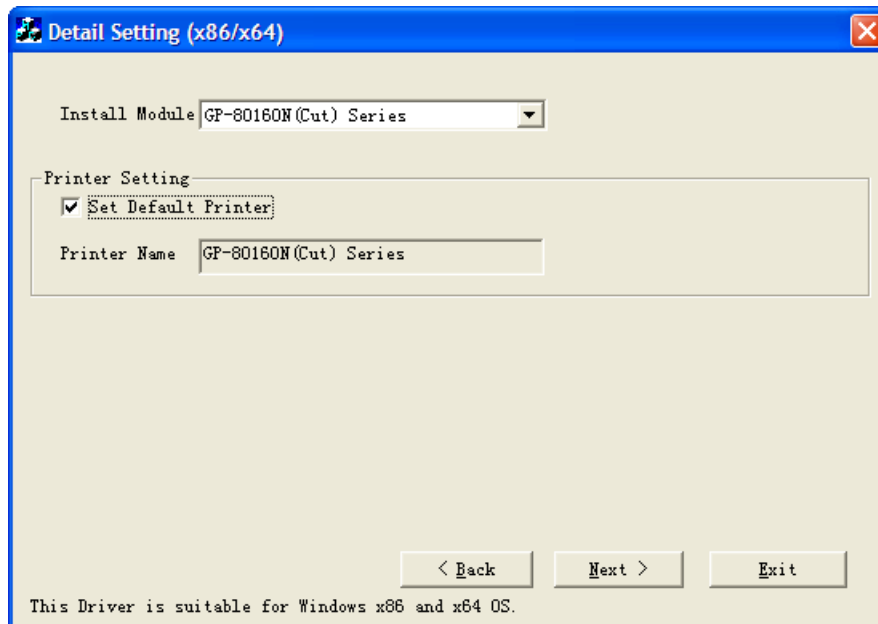 Detail Setting (x86/x64)
Install Module GP-80160N(Cut) Series
Printer Setting
Set Default Printer
Printer Name GP-80160N(Cut) Series
< Back Next > Exit
This Driver is suitable for Windows x86 and x64 OS.